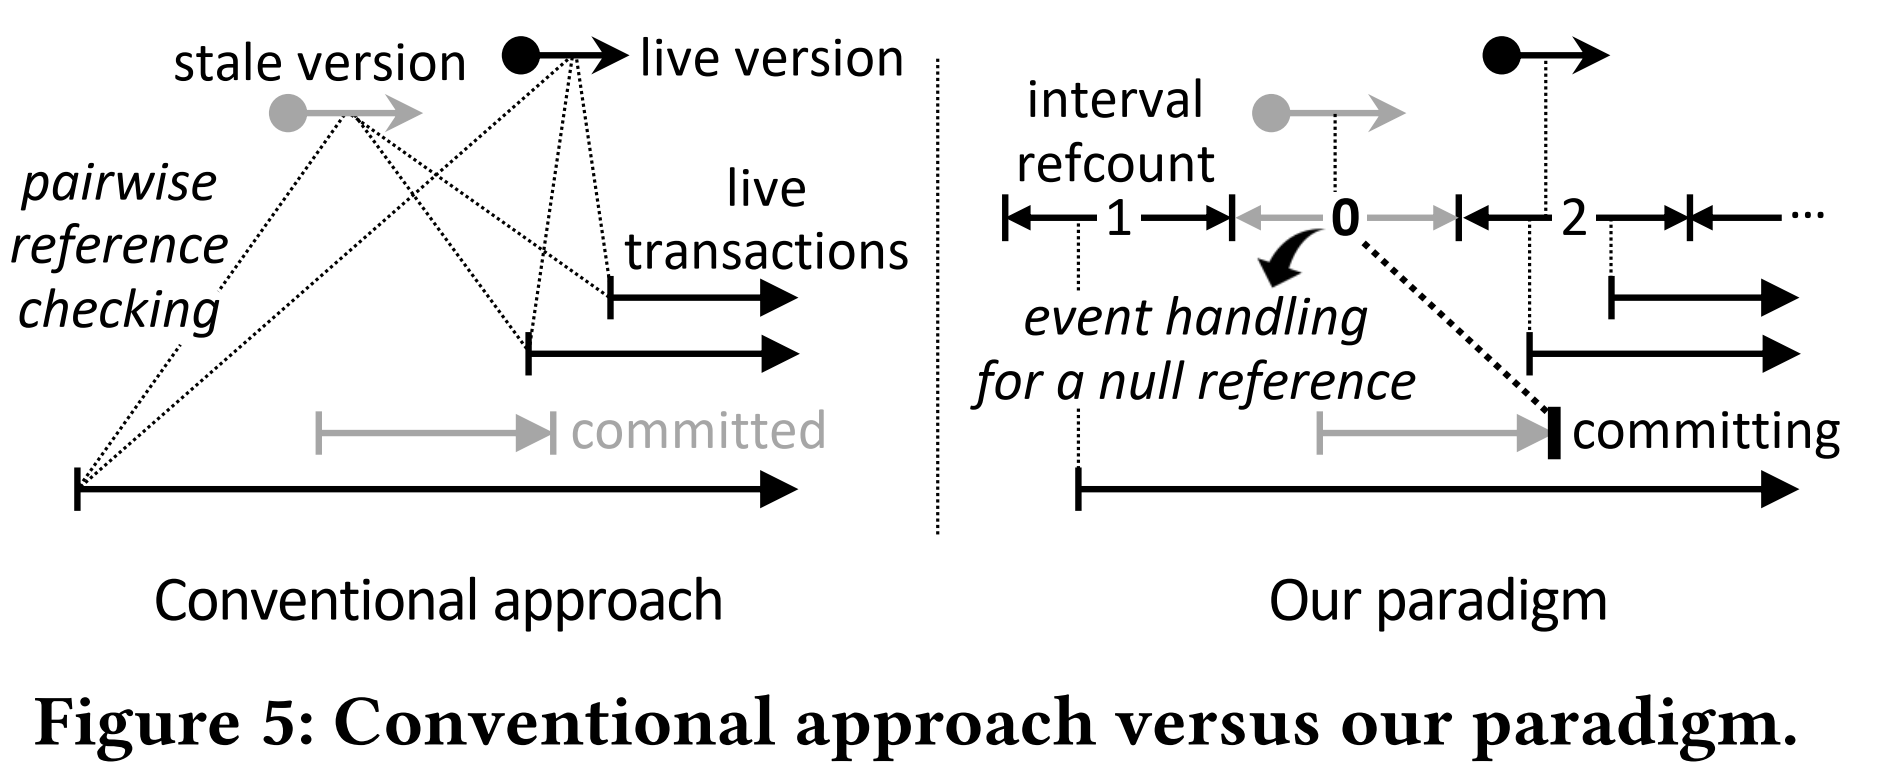 stale version
live version
pairwise
reference
checking
live
transactions
committed
Conventional approach
interval
refcount
1
0
2
...
event handling
for a null reference
committing
Our paradigm
Figure 5: Conventional approach versus our paradigm.